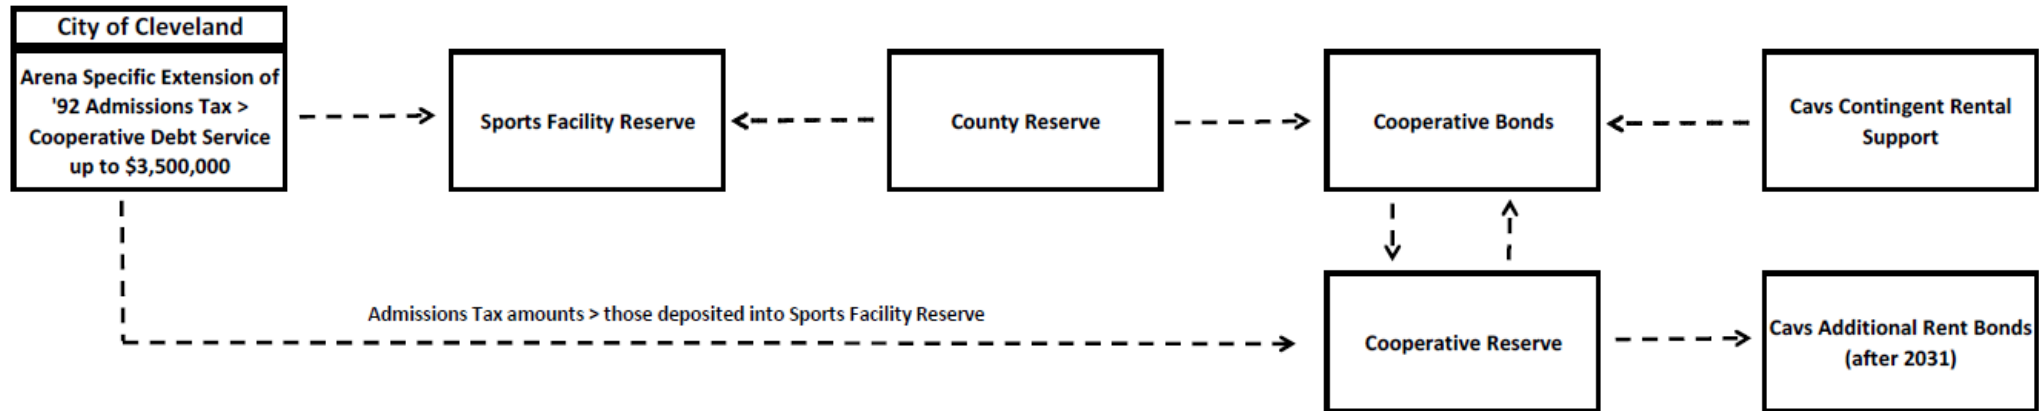 City of Cleveland
Arena Specific Extension of
'92 Admissions Tax >
Cooperative Debt Service
up to $3,500,000
Sports Facility Reserve
County Reserve
Cooperative Bonds
Cavs Contingent Rental
Support
Admissions Tax amounts > those deposited into Sports Facility Reserve
Cooperative Reserve
Cavs Additional Rent Bonds
(after 2031)